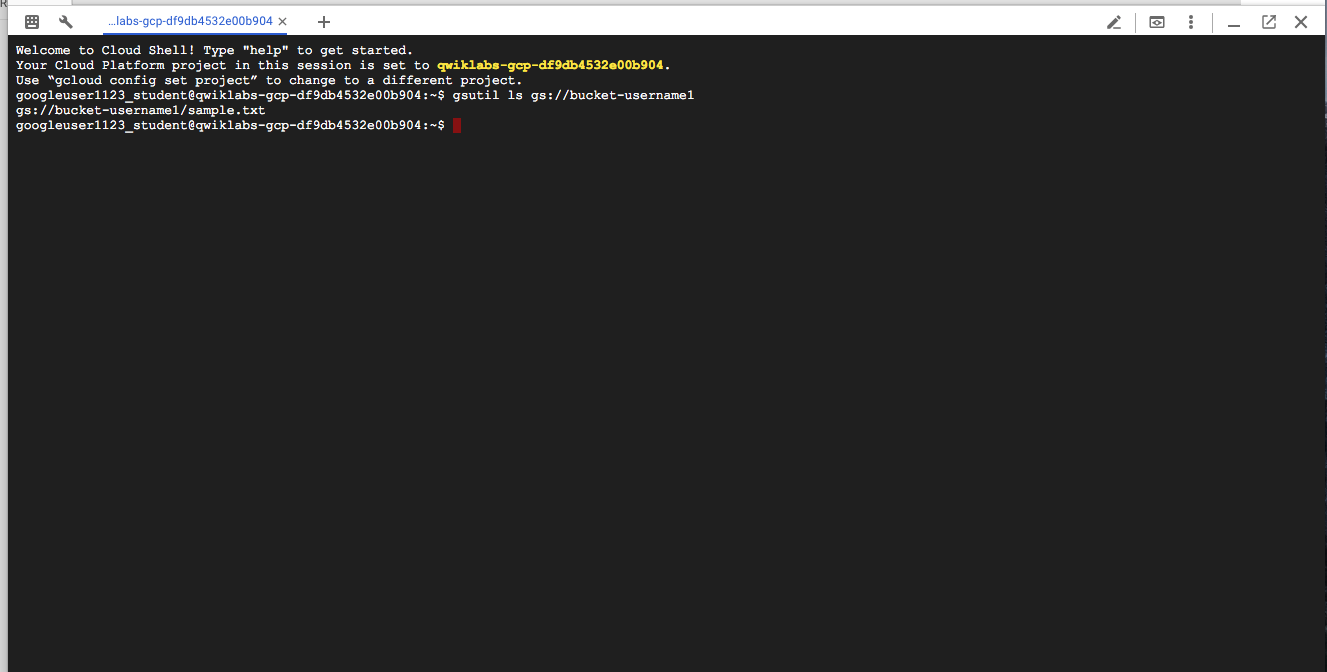 ...labs-gcp-df9db4532e00b904
Welcome to Cloud Shell! Type "help" to get started.
Your Cloud Platform project in this session is set to qwiklabs-gcp-df9db4532e00b904.
Use “gcloud config set project” to change to a different project.
googleuser1123_student@qwiklabs-gcp-df9db4532e00b904:~$ gsutil ls gs://bucket-username1
gs://bucket-username1/sample.txt
googleuser1123_student@qwiklabs-gcp-df9db4532e00b904:~$